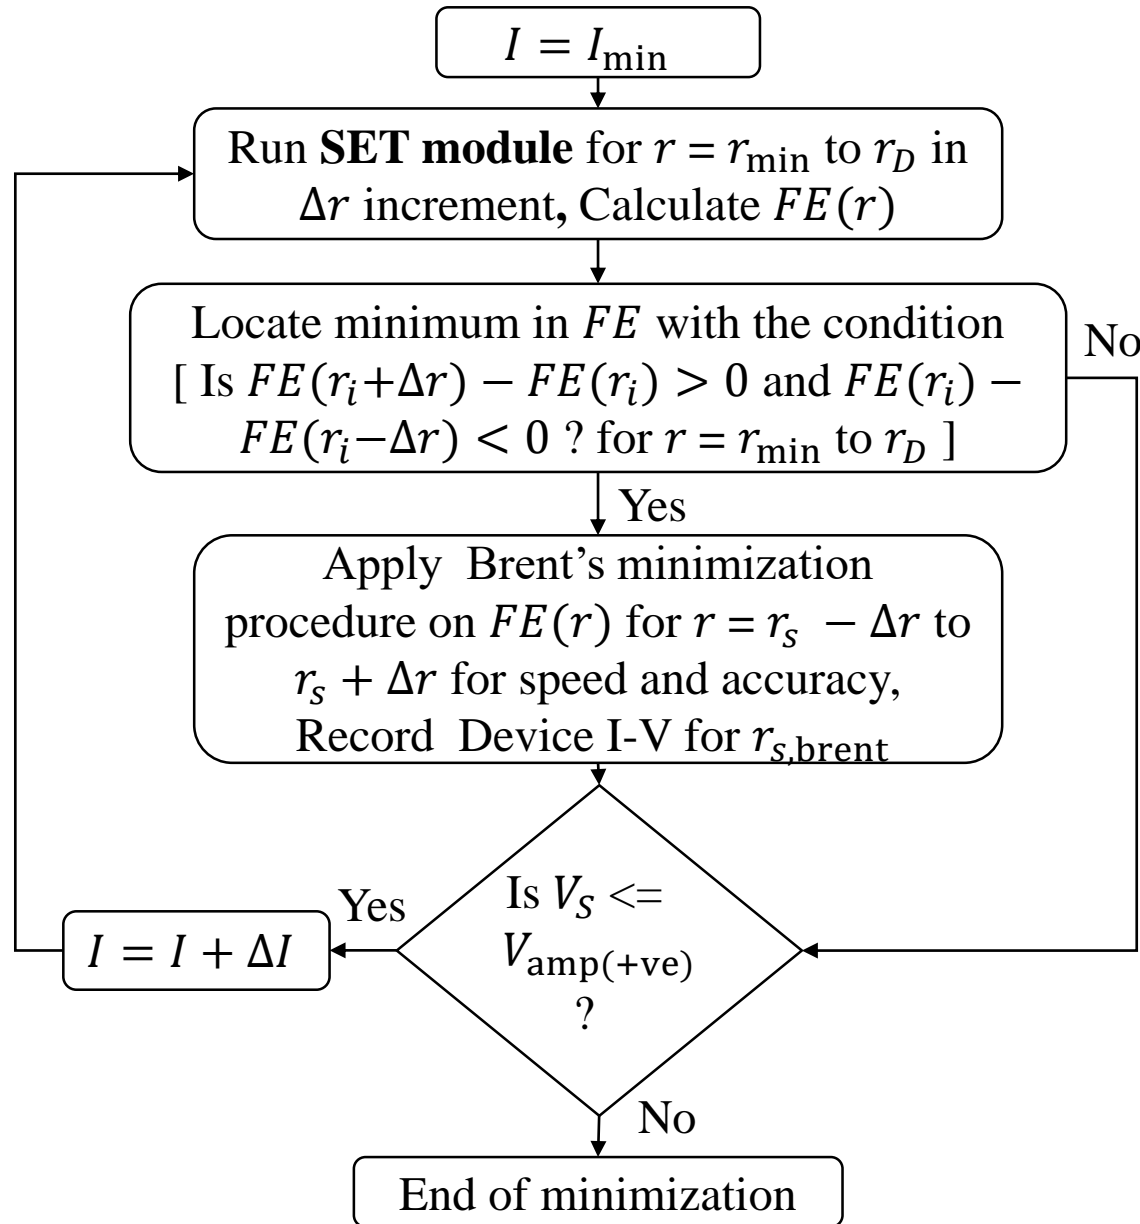 I = I_min
Run SET module for r = r_min to r_D in
Δr increment, Calculate FE(r)
Locate minimum in FE with the condition
[ Is FE(r_i+Δr) − FE(r_i) > 0 and FE(r_i) −
FE(r_i−Δr) < 0 ? for r = r_min to r_D ]
No
Yes
Apply Brent’s minimization
procedure on FE(r) for r = r_s − Δr to
r_s + Δr for speed and accuracy,
Record Device I-V for r_s,brent
Is V_S <=
V_amp(+ve)
?
Yes
I = I + ΔI
No
End of minimization